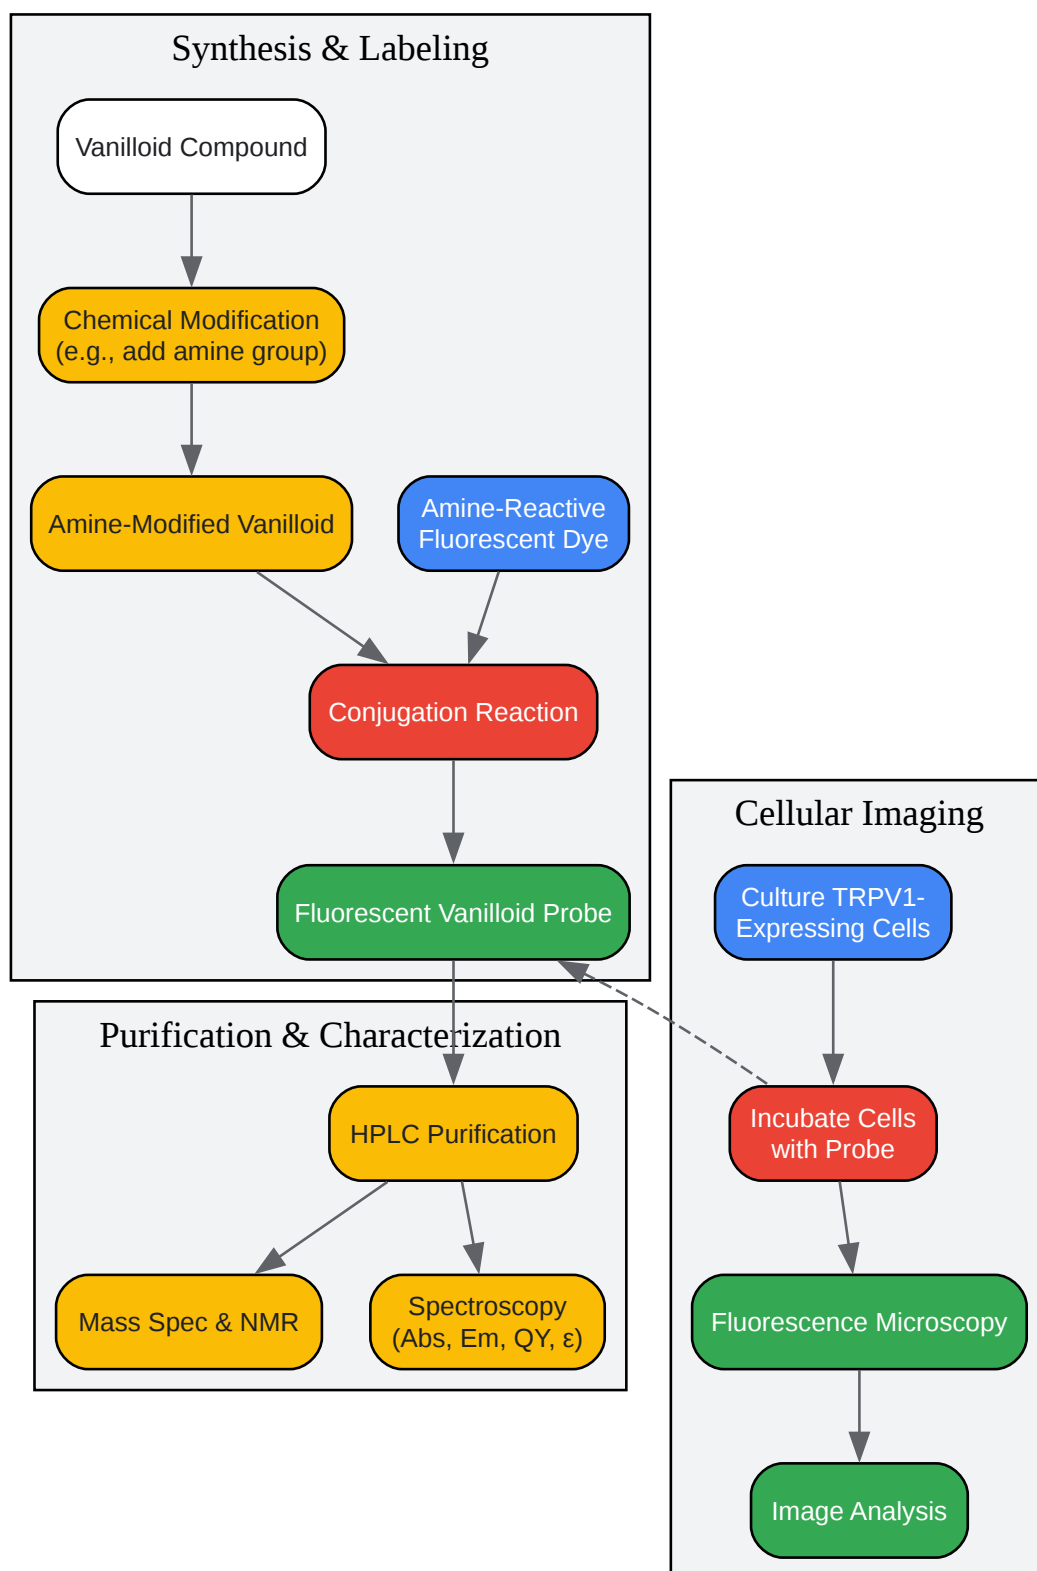 Synthesis & Labeling
Vanilloid Compound
Chemical Modification
(e.g., add amine group)
Amine-Modified Vanilloid
Amine-Reactive
Fluorescent Dye
Conjugation Reaction
Fluorescent Vanilloid Probe
Purification & Characterization
HPLC Purification
Mass Spec & NMR
Spectroscopy
(Abs, Em, QY, ε)
Cellular Imaging
Culture TRPV1-
Expressing Cells
Incubate Cells
with Probe
Fluorescence Microscopy
Image Analysis